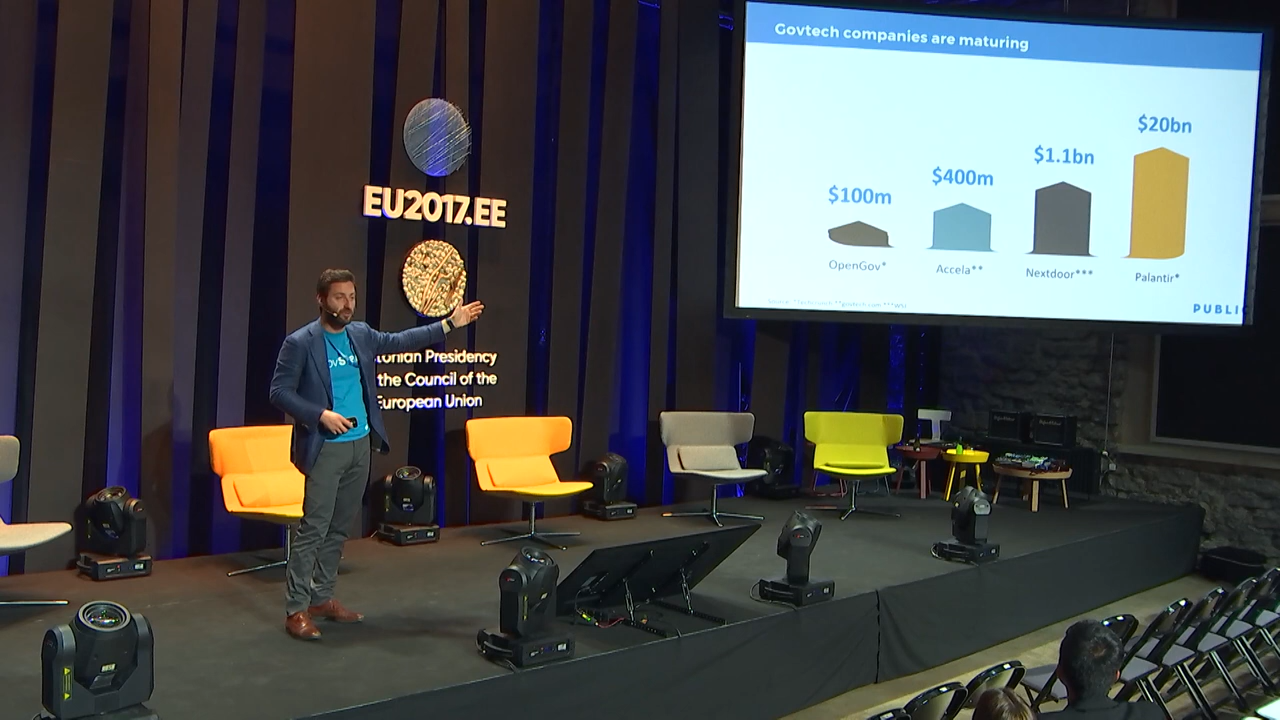 Govtech companies are maturing
$20bn
$1.1bn
$400m
$100m
OpenGov*
Accela**
Nextdoor***
Palantir*
PUBLI
EU2017.EE
tonian Presidency
the Council of the
European Union